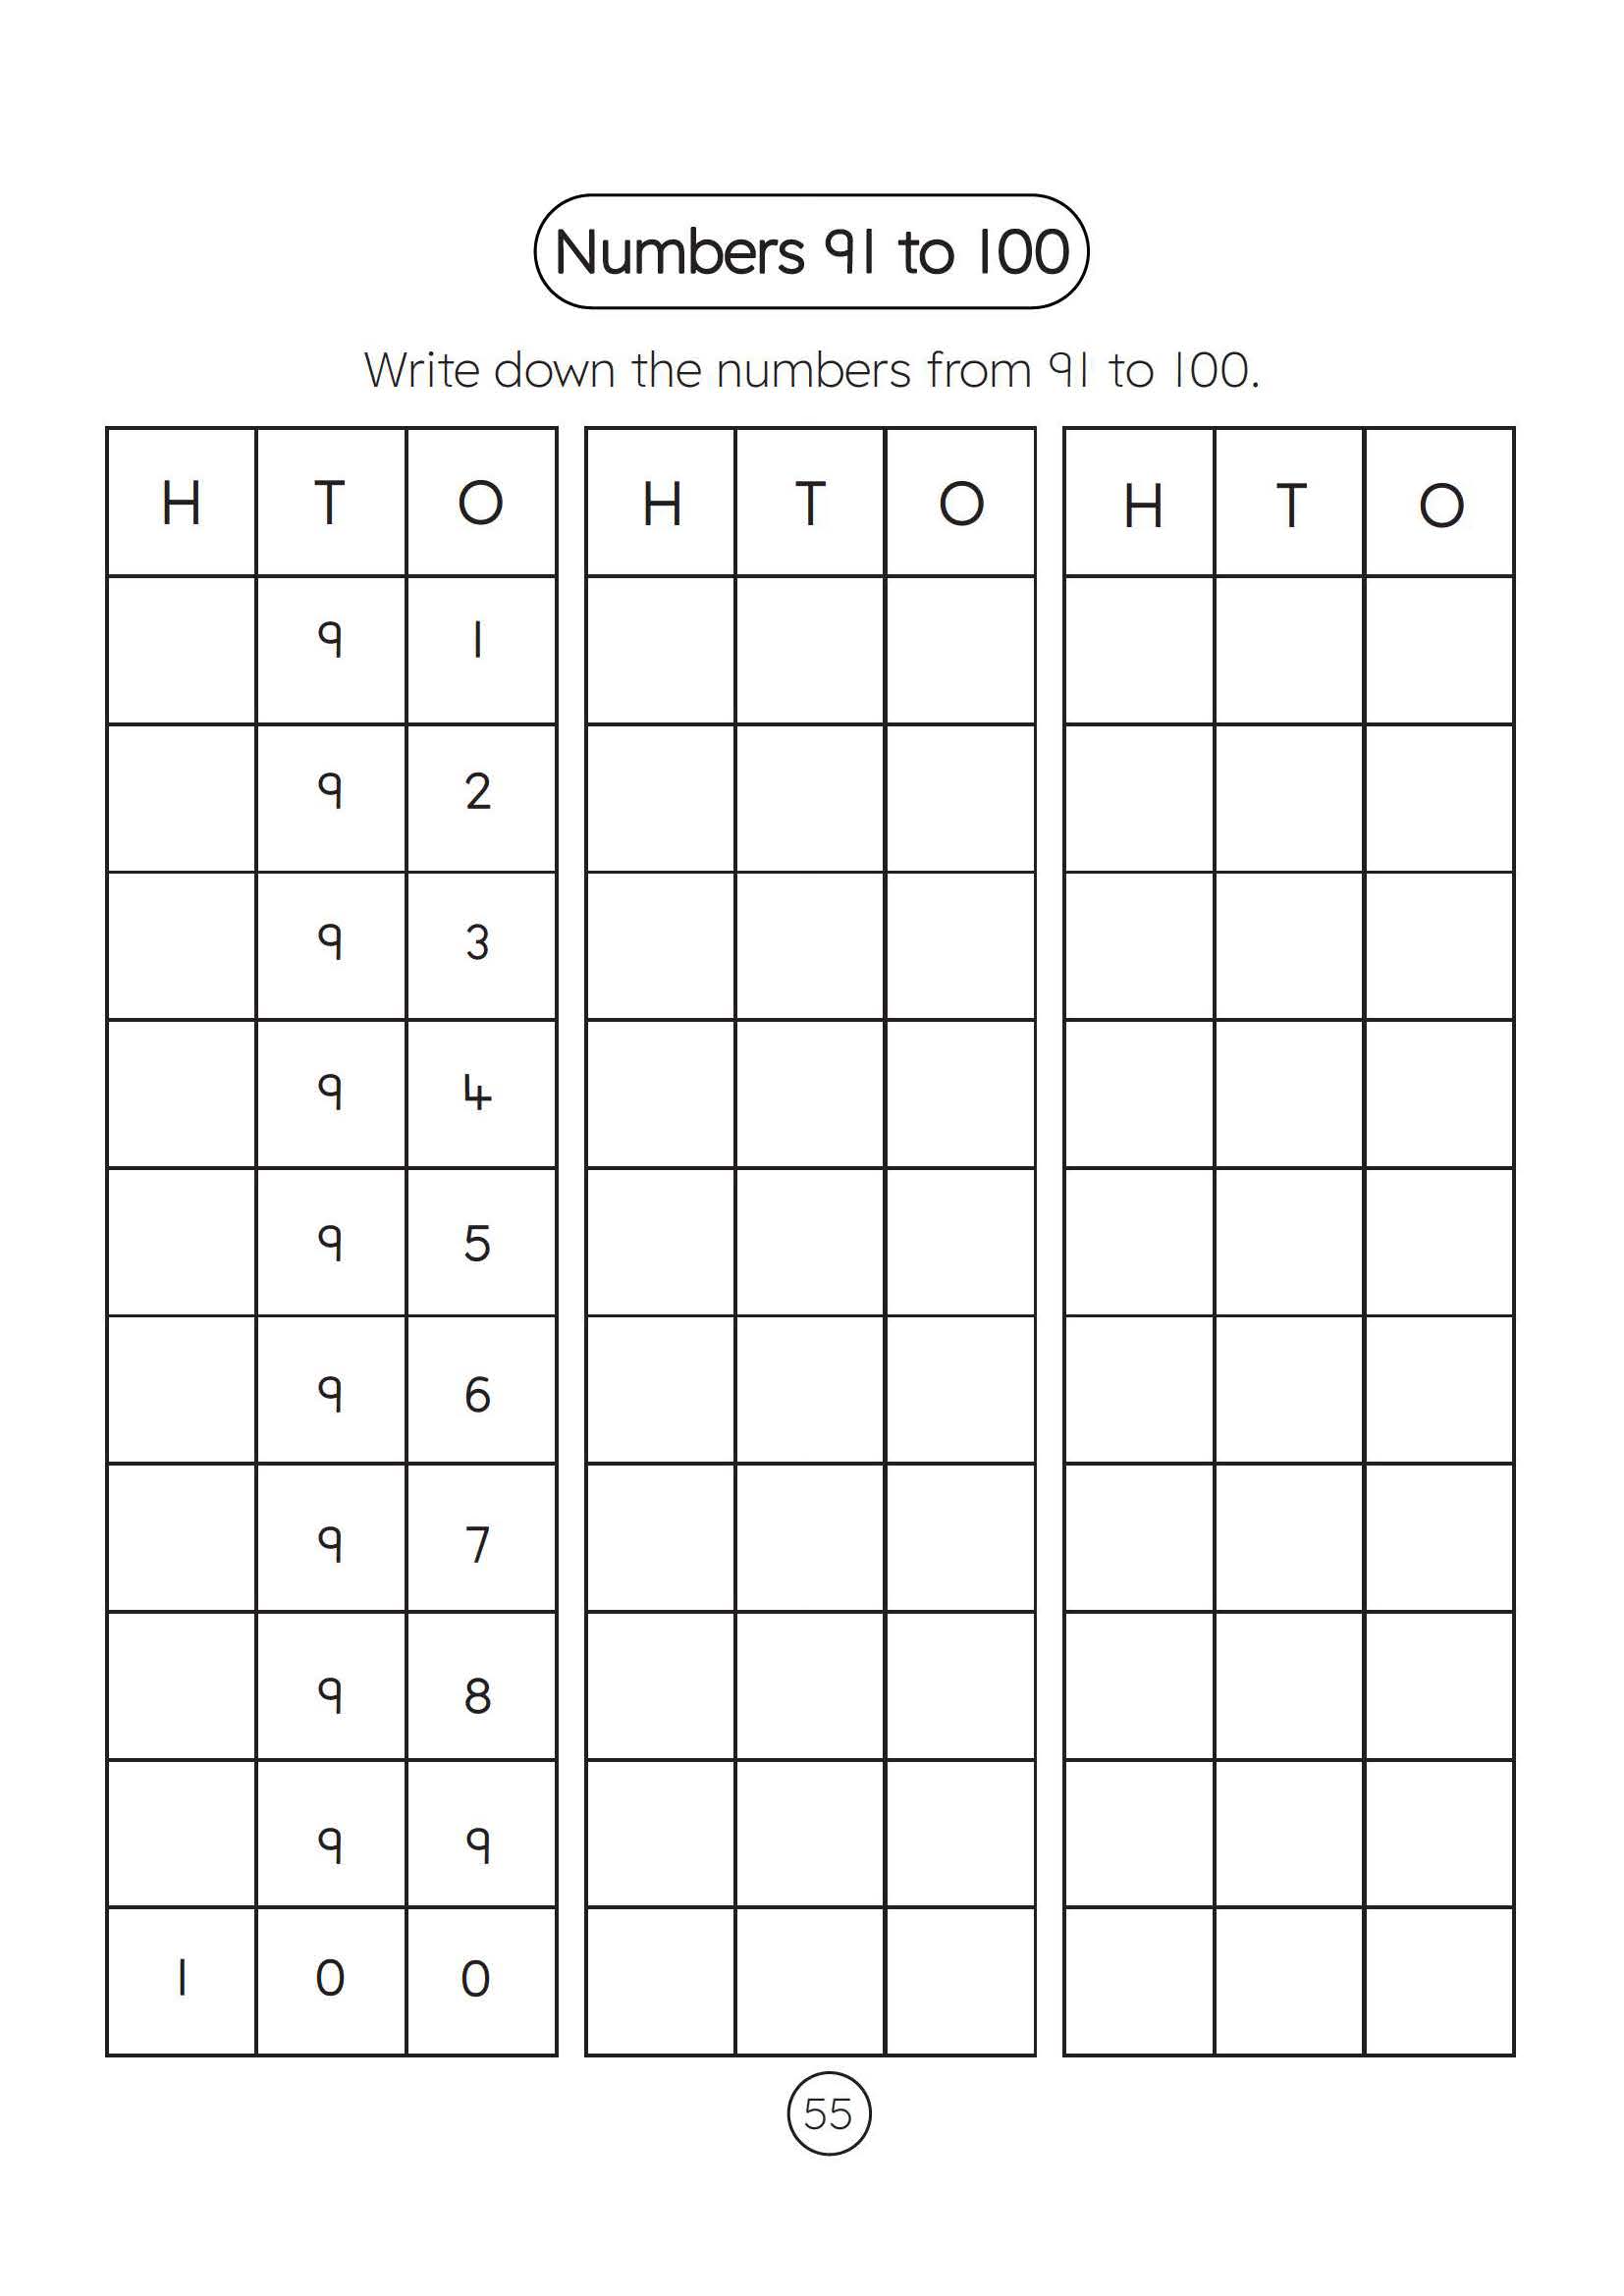 Numbers 91 to 100
Write down the numbers from 91 to 100.
H T O H T O H T O
9 1
9 2
9 3
9 4
9 5
9 6
9 7
9 8
9 9
1 0 0
55